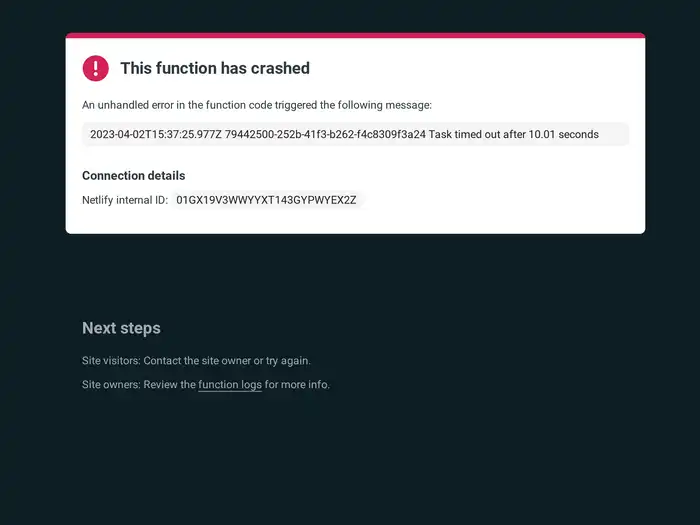 This function has crashed
An unhandled error in the function code triggered the following message:
2023-04-02T15:37:25.977Z 79442500-252b-41f3-b262-f4c8309f3a24 Task timed out after 10.01 seconds
Connection details
Netlify internal ID: 01GX19V3WWYYXT143GYPWYEX2Z
Next steps
Site visitors: Contact the site owner or try again.
Site owners: Review the function logs for more info.